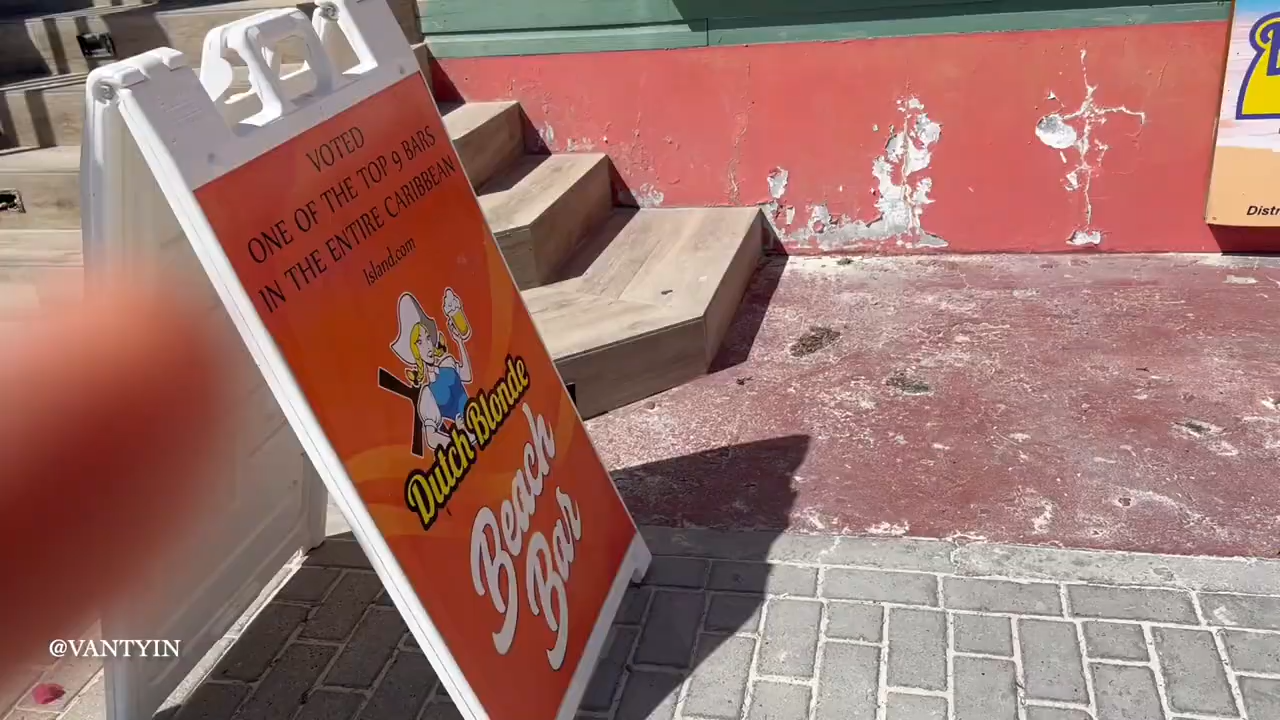 VOTED
ONE OF THE TOP 9 BARS
IN THE ENTIRE CARIBBEAN
Island.com
Dutch Blonde
Beach
Bar
@VANTYIN